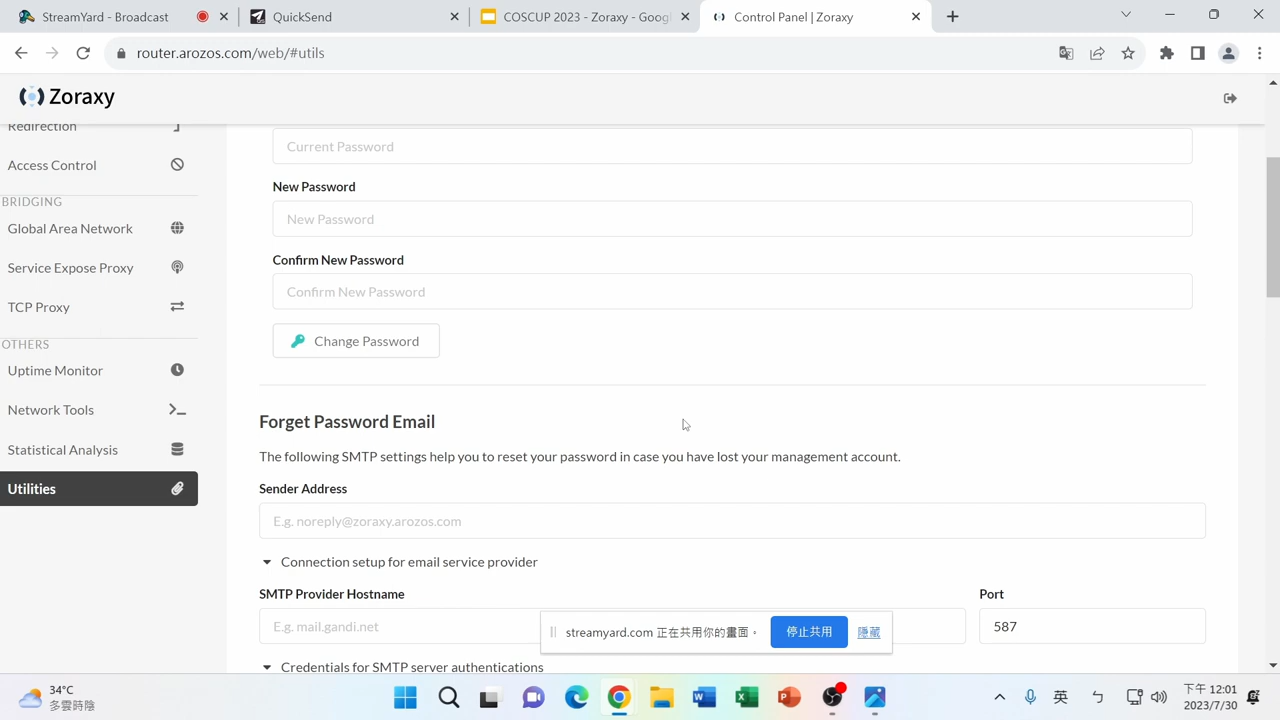 StreamYard - Broadcast
QuickSend
COSCUP 2023 - Zoraxy - Goog
Control Panel | Zoraxy
router.arozos.com/web/#utils
Zoraxy
Redirection
Access Control
BRIDGING
Global Area Network
Service Expose Proxy
TCP Proxy
OTHERS
Uptime Monitor
Network Tools
Statistical Analysis
Utilities
Current Password
New Password
New Password
Confirm New Password
Confirm New Password
Change Password
Forget Password Email
The following SMTP settings help you to reset your password in case you have lost your management account.
Sender Address
E.g. noreply@zoraxy.arozos.com
Connection setup for email service provider
SMTP Provider Hostname
Port
E.g. mail.gandi.net
587
streamyard.com 正在共用你的畫面。
停止共用
隱藏
Credentials for SMTP server authentications
34°C
多雲時陰
英
下午 12:01
2023/7/30